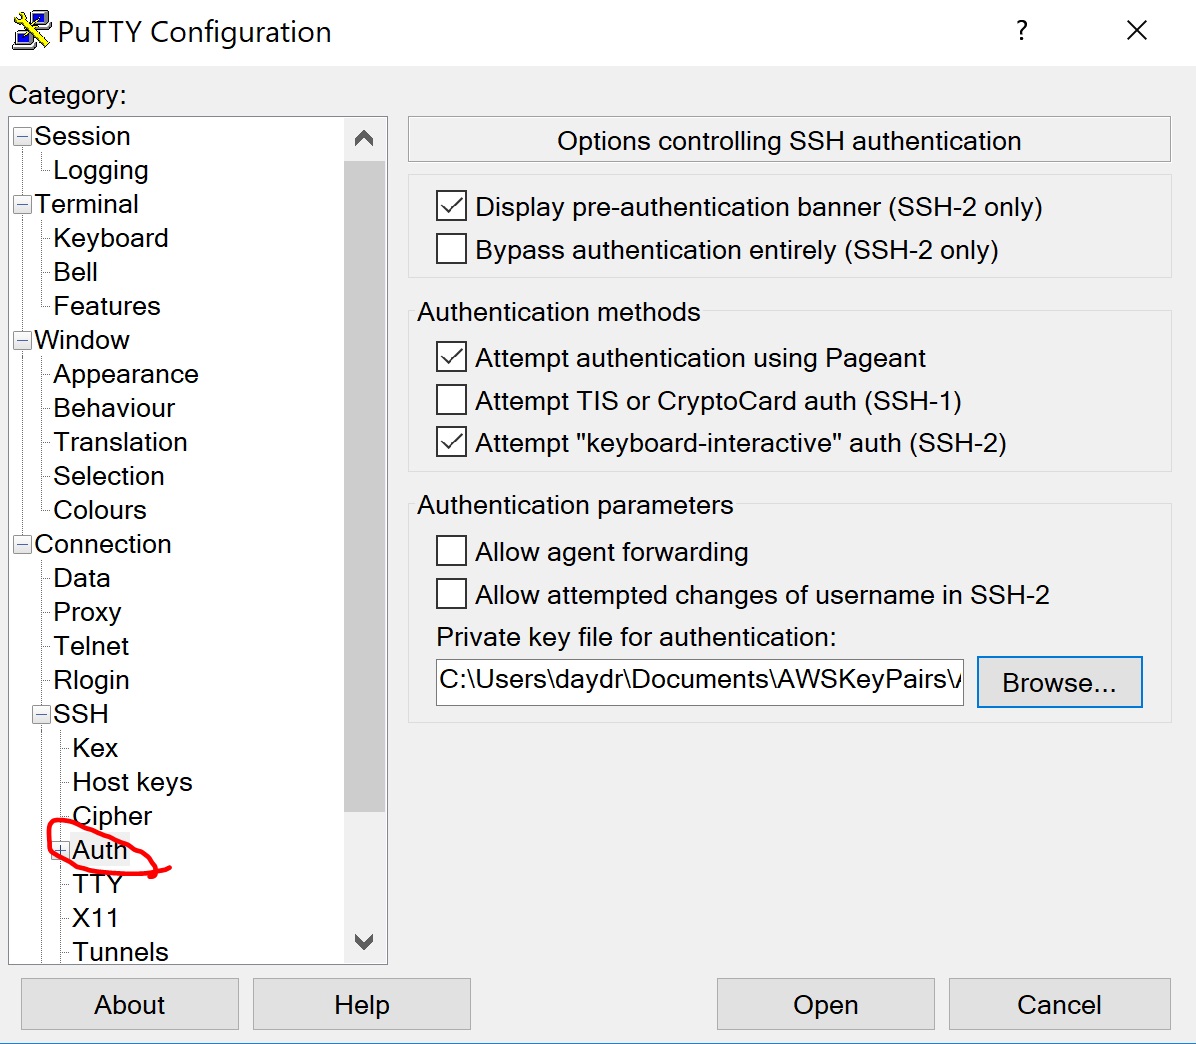 PuTTY Configuration
?
Category:
Session
Logging
Terminal
Keyboard
Bell
Features
Window
Appearance
Behaviour
Translation
Selection
Colours
Connection
Data
Proxy
Telnet
Rlogin
SSH
Kex
Host keys
Cipher
Auth
TTY
X11
Tunnels
Options controlling SSH authentication
Display pre-authentication banner (SSH-2 only)
Bypass authentication entirely (SSH-2 only)
Authentication methods
Attempt authentication using Pageant
Attempt TIS or CryptoCard auth (SSH-1)
Attempt "keyboard-interactive" auth (SSH-2)
Authentication parameters
Allow agent forwarding
Allow attempted changes of username in SSH-2
Private key file for authentication:
C:\Users\daydr\Documents\AWSKeyPairs\
Browse...
About
Help
Open
Cancel